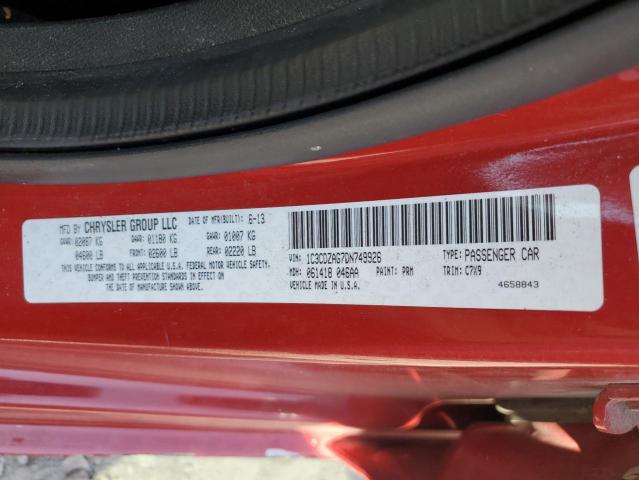 MFD BY CHRYSLER GROUP LLC DATE OF MFR(BUILT): 6-13
GVWR: 02087 KG GAWR: 01180 KG GAWR: 01007 KG
04600 LB FRONT: 02600 LB REAR: 02220 LB
THIS VEHICLE CONFORMS TO ALL APPLICABLE FEDERAL MOTOR VEHICLE SAFETY,
BUMPER AND THEFT PREVENTION STANDARDS IN EFFECT ON
THE DATE OF MANUFACTURE SHOWN ABOVE.
VIN: 1C3CDZAG7DN749926 TYPE: PASSENGER CAR
MDH: 061418 046AA PAINT: PRM TRIM: C7X9
VEHICLE MADE IN U.S.A. 4658843